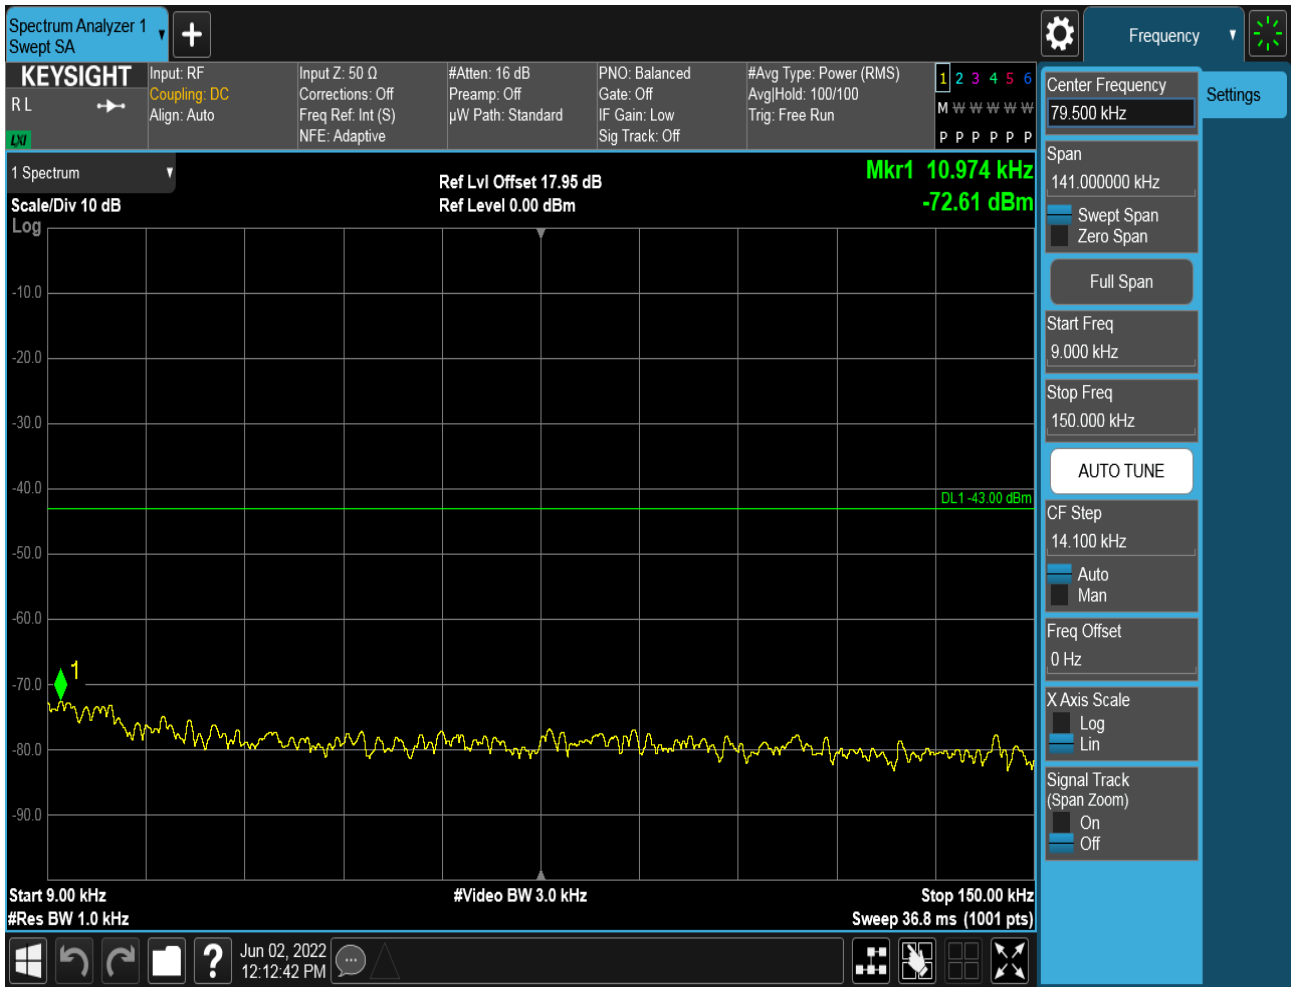 Spectrum Analyzer 1
Swept SA
+
Frequency
KEYSIGHT
R L
LXI
Input: RF
Coupling: DC
Align: Auto
Input Z: 50 Ω
Corrections: Off
Freq Ref: Int (S)
NFE: Adaptive
#Atten: 16 dB
Preamp: Off
µW Path: Standard
PNO: Balanced
Gate: Off
IF Gain: Low
Sig Track: Off
#Avg Type: Power (RMS)
Avg|Hold: 100/100
Trig: Free Run
1 2 3 4 5 6
M W W W W W
P P P P P P
1 Spectrum
Scale/Div 10 dB
Log
Ref Lvl Offset 17.95 dB
Ref Level 0.00 dBm
Mkr1 10.974 kHz
-72.61 dBm
-10.0
-20.0
-30.0
-40.0
DL1 -43.00 dBm
-50.0
-60.0
1
-70.0
-80.0
-90.0
Start 9.00 kHz
#Res BW 1.0 kHz
#Video BW 3.0 kHz
Stop 150.00 kHz
Sweep 36.8 ms (1001 pts)
?
Jun 02, 2022
12:12:42 PM
Center Frequency
79.500 kHz
Settings
Span
141.000000 kHz
Swept Span
Zero Span
Full Span
Start Freq
9.000 kHz
Stop Freq
150.000 kHz
AUTO TUNE
CF Step
14.100 kHz
Auto
Man
Freq Offset
0 Hz
X Axis Scale
Log
Lin
Signal Track
(Span Zoom)
On
Off